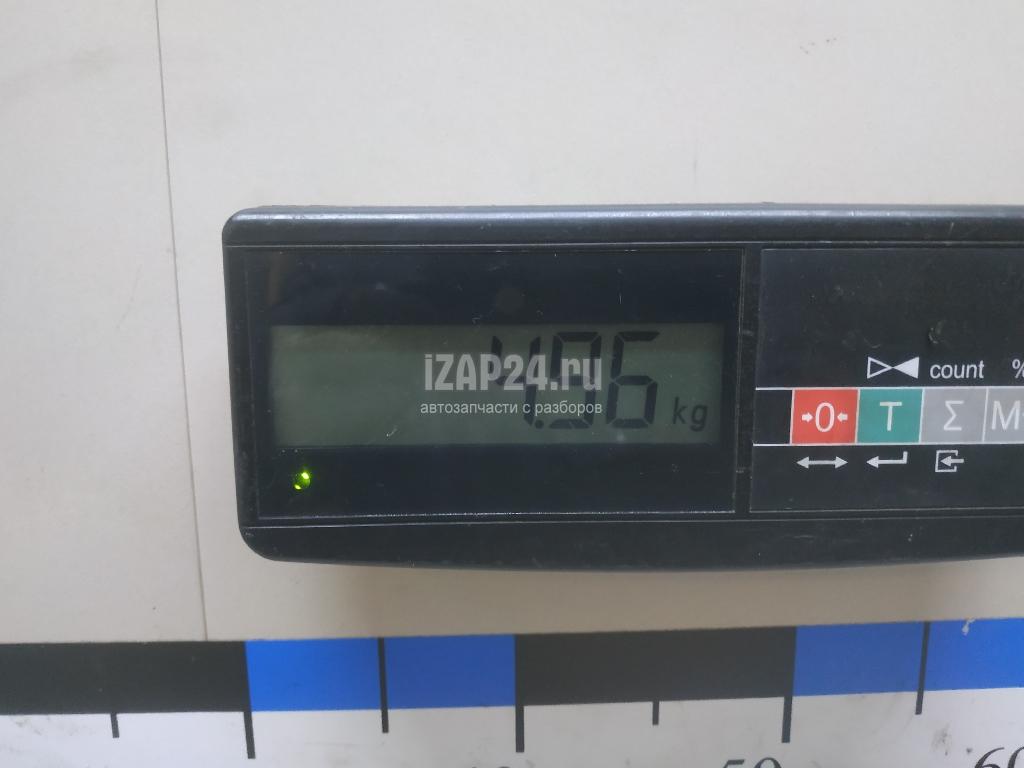 4.96 kg
iZAP24.ru
автозапчасти с разборов
count %
→0← T Σ M
50 60